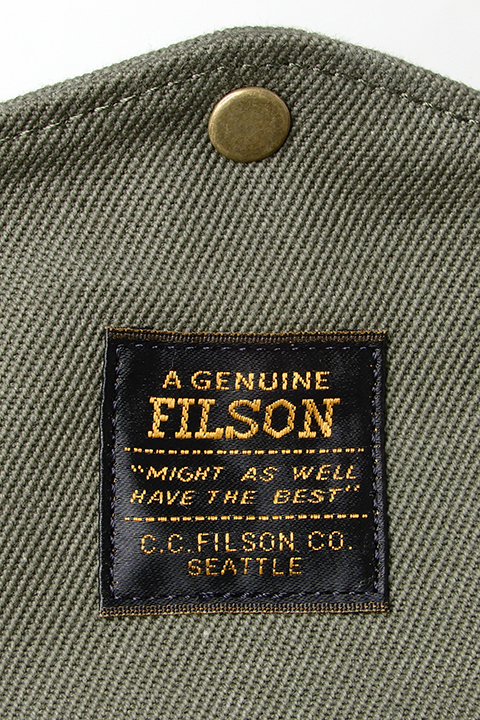 A GENUINE
FILSON
"MIGHT AS WELL
HAVE THE BEST"
C.C.FILSON CO.
SEATTLE